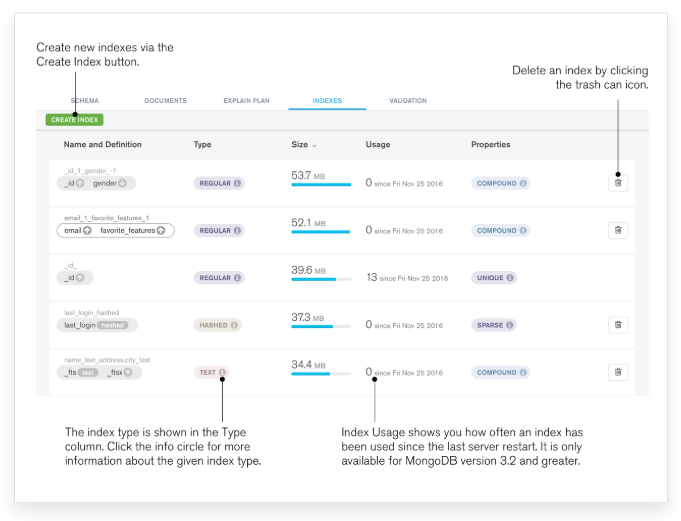 Create new indexes via the
Create Index button.
Delete an index by clicking
the trash can icon.
SCHEMA DOCUMENTS EXPLAIN PLAN INDEXES VALIDATION
CREATE INDEX
Name and Definition Type Size Usage Properties
_id_1_gender_-1
_id gender REGULAR 53.7 MB 0 since Fri Nov 25 2016 COMPOUND
email_1_favorite_features_1
email favorite_features REGULAR 52.1 MB 0 since Fri Nov 25 2016 COMPOUND
_id_
_id REGULAR 39.6 MB 13 since Fri Nov 25 2016 UNIQUE
last_login_hashed
last_login hashed HASHED 37.3 MB 0 since Fri Nov 25 2016 SPARSE
name_text_address.city_text
_fts text _ftsx TEXT 34.4 MB 0 since Fri Nov 25 2016 COMPOUND
The index type is shown in the Type
column. Click the info circle for more
information about the given index type.
Index Usage shows you how often an index has
been used since the last server restart. It is only
available for MongoDB version 3.2 and greater.